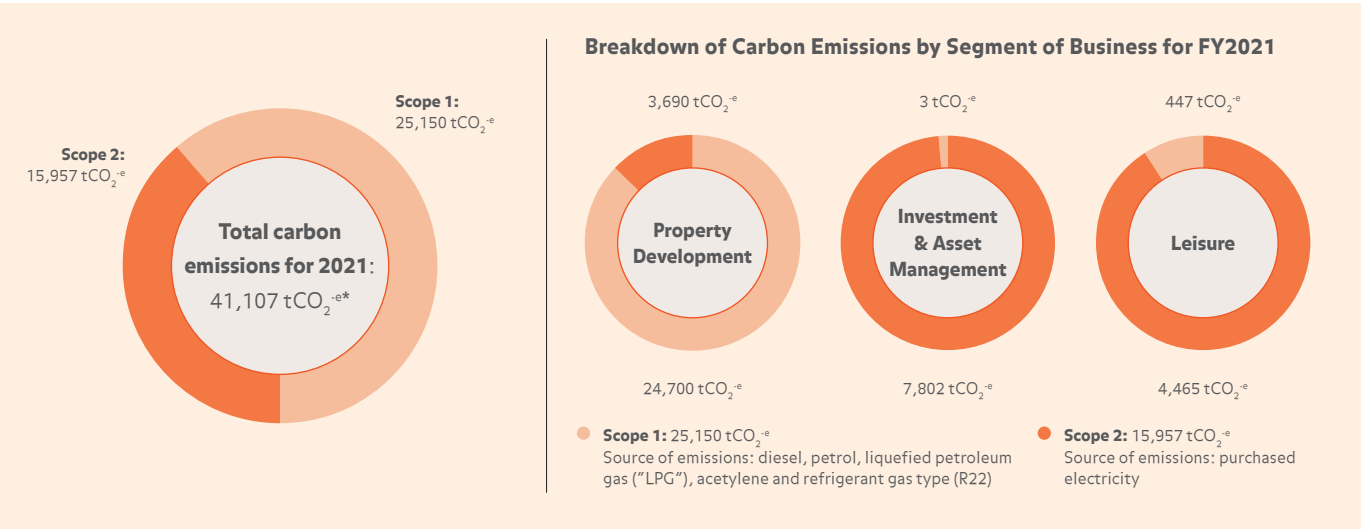 Scope 1:
25,150 tCO₂⁻ᵉ
Scope 2:
15,957 tCO₂⁻ᵉ
Total carbon
emissions for 2021:
41,107 tCO₂⁻ᵉ*
Breakdown of Carbon Emissions by Segment of Business for FY2021
3,690 tCO₂⁻ᵉ
Property
Development
24,700 tCO₂⁻ᵉ
3 tCO₂⁻ᵉ
Investment
& Asset
Management
7,802 tCO₂⁻ᵉ
447 tCO₂⁻ᵉ
Leisure
4,465 tCO₂⁻ᵉ
Scope 1: 25,150 tCO₂⁻ᵉ
Source of emissions: diesel, petrol, liquefied petroleum
gas (”LPG“), acetylene and refrigerant gas type (R22)
Scope 2: 15,957 tCO₂⁻ᵉ
Source of emissions: purchased
electricity